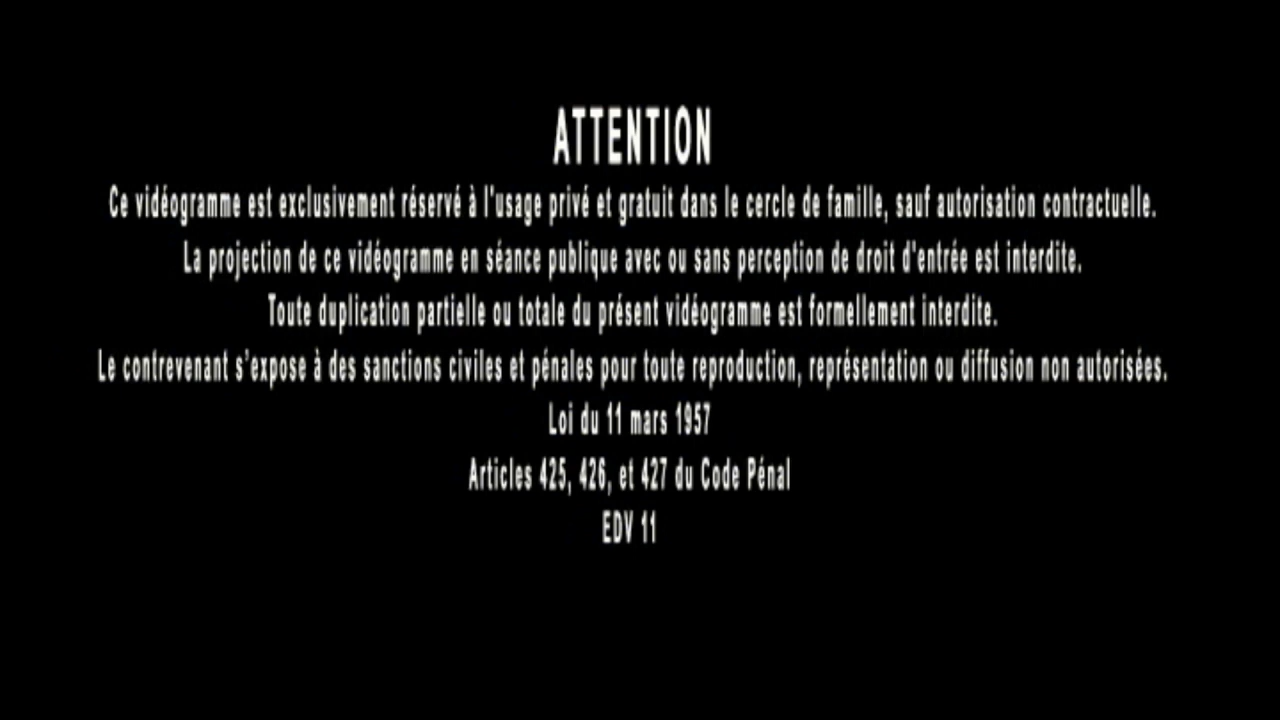 ATTENTION
Ce vidéogramme est exclusivement réservé à l'usage privé et gratuit dans le cercle de famille, sauf autorisation contractuelle.
La projection de ce vidéogramme en séance publique avec ou sans perception de droit d'entrée est interdite.
Toute duplication partielle ou totale du présent vidéogramme est formellement interdite.
Le contrevenant s'expose à des sanctions civiles et pénales pour toute reproduction, représentation ou diffusion non autorisées.
Loi du 11 mars 1957
Articles 425, 426, et 427 du Code Pénal
EDV 11